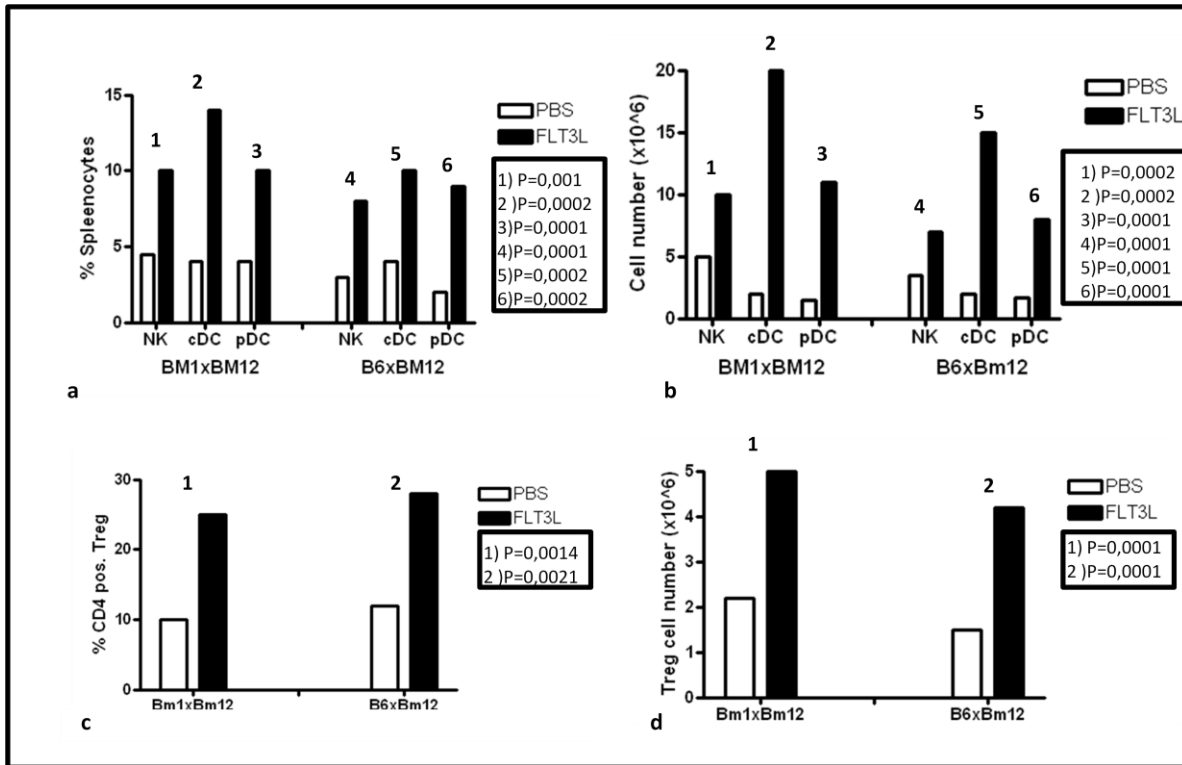 2
1
3
4
5
6
% Spleenocytes
15
10
5
0
NK cDC pDC NK cDC pDC
BM1xBM12 B6xBM12
PBS
FLT3L
1) P=0,001
2 )P=0,0002
3)P=0,0001
4)P=0,0001
5)P=0,0002
6)P=0,0002
a
2
1
3
4
5
6
Cell number (x10^6)
20
15
10
5
0
NK cDC pDC NK cDC pDC
BM1xBM12 B6xBm12
PBS
FLT3L
1) P=0,0002
2 )P=0,0002
3)P=0,0001
4)P=0,0001
5)P=0,0001
6)P=0,0001
b
1 2
% CD4 pos. Treg
30
20
10
0
Bm1xBm12 B6xBm12
PBS
FLT3L
1) P=0,0014
2 )P=0,0021
c
1
2
Treg cell number (x10^6)
5
4
3
2
1
0
Bm1xBm12 B6xBm12
PBS
FLT3L
1) P=0,0001
2 )P=0,0001
d